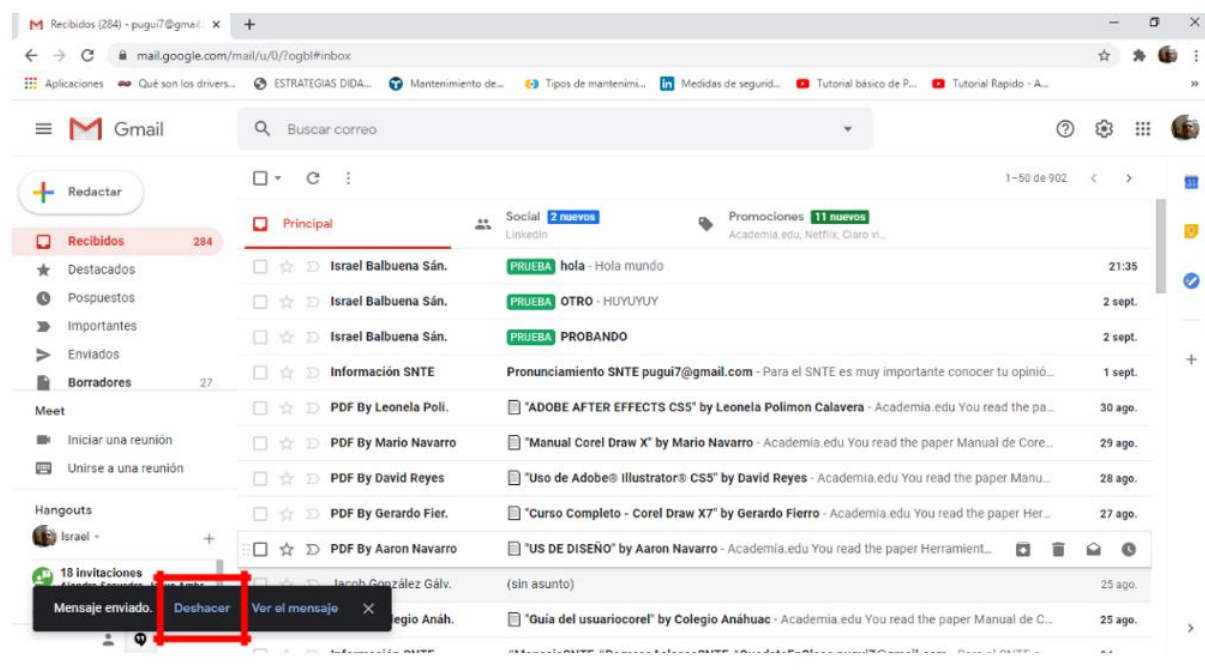 Recibidos (284) - pugui7@gmail.
mail.google.com/mail/u/0/?ogbl#inbox
Aplicaciones Qué son los drivers... ESTRATEGIAS DIDA... Mantenimiento de... Tipos de mantenimi... Medidas de segurid... Tutorial básico de P... Tutorial Rapido - A... »
Gmail
Buscar correo
Redactar
1-50 de 902
Principal
Social 2 nuevos
LinkedIn
Promociones 11 nuevos
Academia.edu, Netflix, Claro vi...
Recibidos 284
Destacados
Pospuestos
Importantes
Enviados
Borradores 27
Meet
Iniciar una reunión
Unirse a una reunión
Hangouts
Israel
18 invitaciones
Israel Balbuena Sán. PRUEBA hola - Hola mundo 21:35
Israel Balbuena Sán. PRUEBA OTRO - HUYUYUY 2 sept.
Israel Balbuena Sán. PRUEBA PROBANDO 2 sept.
Información SNTE Pronunciamiento SNTE pugui7@gmail.com - Para el SNTE es muy importante conocer tu opinió... 1 sept.
PDF By Leonela Poli. "ADOBE AFTER EFFECTS CS5" by Leonela Polimon Calavera - Academia.edu You read the pa... 30 ago.
PDF By Mario Navarro "Manual Corel Draw X" by Mario Navarro - Academia.edu You read the paper Manual de Core... 29 ago.
PDF By David Reyes "Uso de Adobe® Illustrator® CS5" by David Reyes - Academia.edu You read the paper Manu... 28 ago.
PDF By Gerardo Fier. "Curso Completo - Corel Draw X7" by Gerardo Fierro - Academia.edu You read the paper Her... 27 ago.
PDF By Aaron Navarro "US DE DISEÑO" by Aaron Navarro - Academia.edu You read the paper Herramient...
Jacob González Gálv. (sin asunto) 25 ago.
legio Anáh. "Guía del usuariocorel" by Colegio Anáhuac - Academia.edu You read the paper Manual de C... 25 ago.
Mensaje enviado. Deshacer Ver el mensaje
31